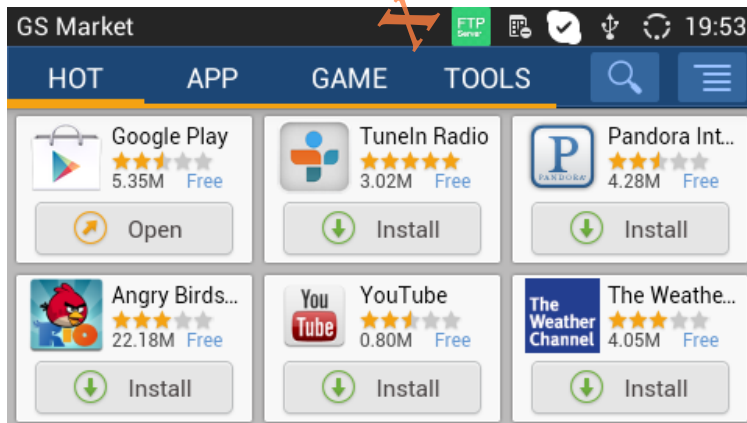 GS Market FTP Server 19:53
HOT APP GAME TOOLS
Google Play TuneIn Radio Pandora Int...
5.35M Free 3.02M Free P PANDORA 4.28M Free
Open Install Install
Angry Birds... You YouTube The The Weathe...
RIO 22.18M Free Tube 0.80M Free Weather Channel 4.05M Free
Install Install Install